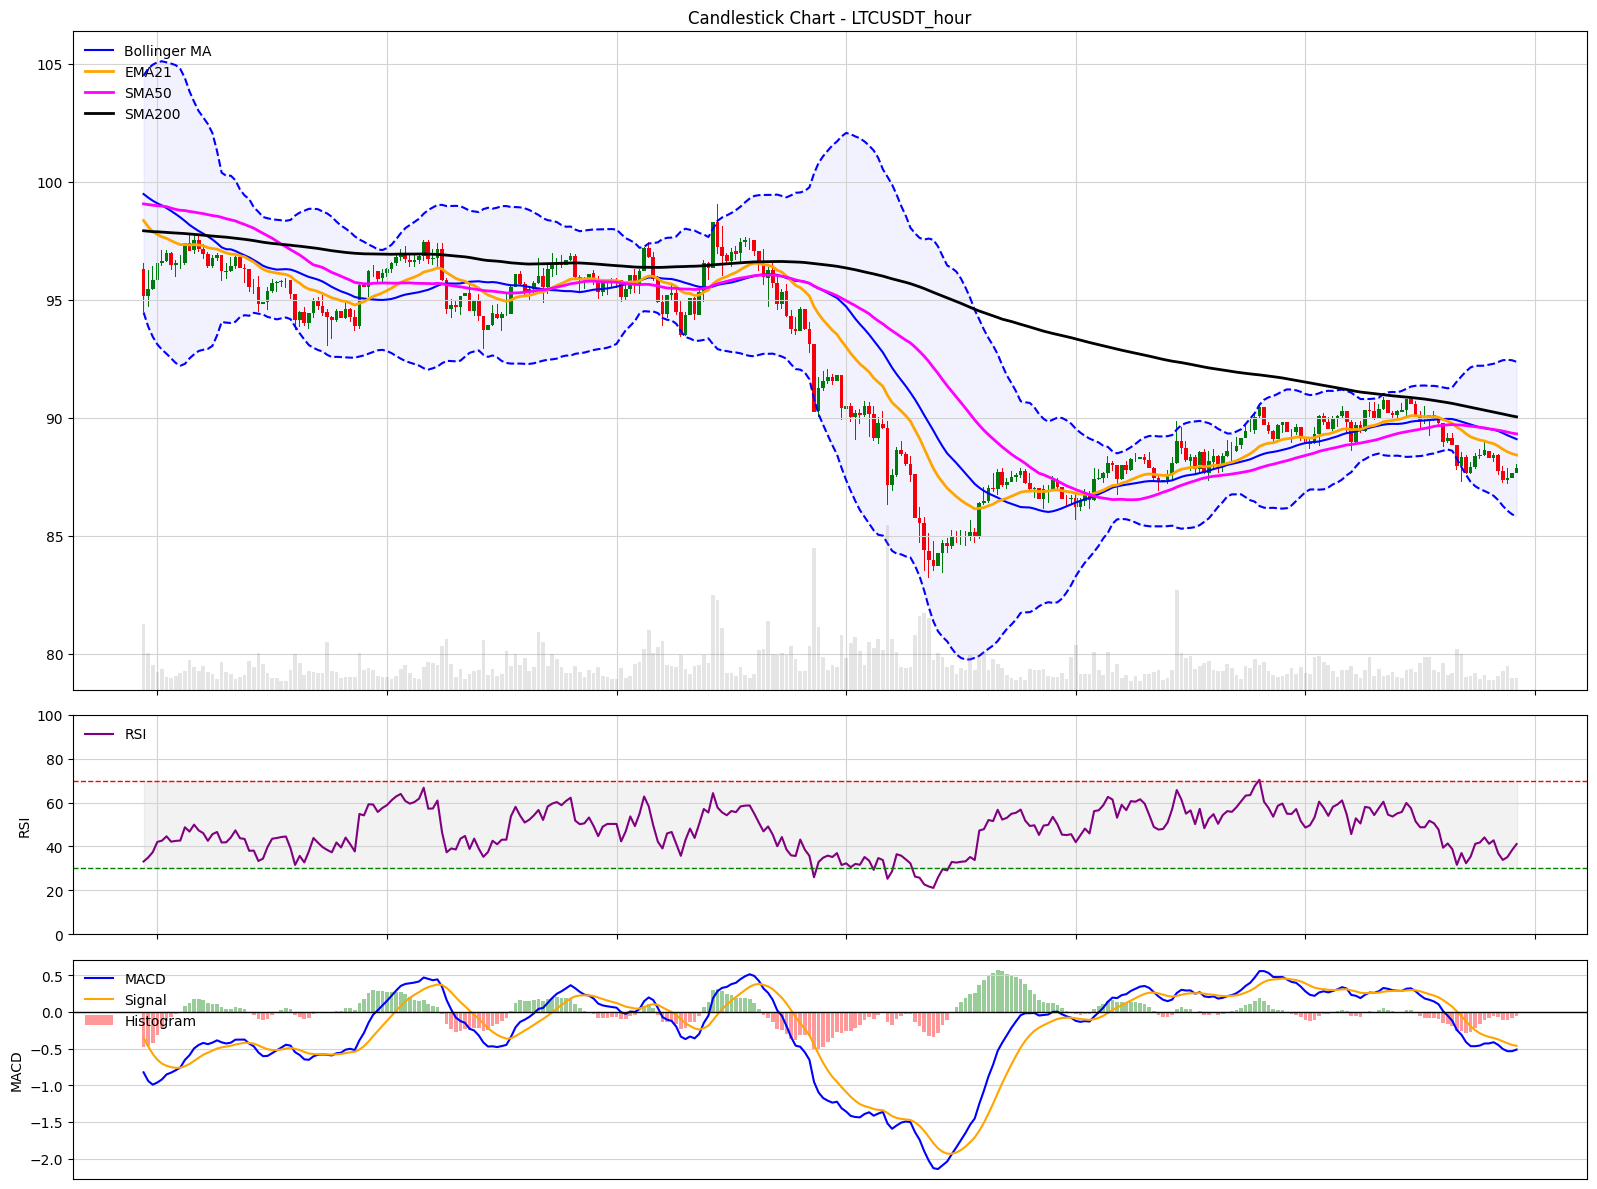 Candlestick Chart - LTCUSDT_hour
Bollinger MA
EMA21
SMA50
SMA200
105
100
95
90
85
80
RSI
100
80
60
40
20
0
RSI
MACD
Signal
Histogram
0.5
0.0
−0.5
−1.0
−1.5
−2.0
MACD